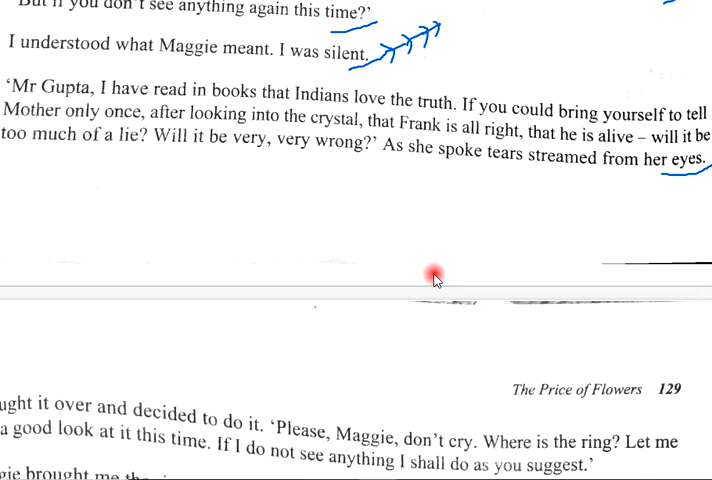 But if you don't see anything again this time?'
I understood what Maggie meant. I was silent.
'Mr Gupta, I have read in books that Indians love the truth. If you could bring yourself to tell
Mother only once, after looking into the crystal, that Frank is all right, that he is alive – will it be
too much of a lie? Will it be very, very wrong?' As she spoke tears streamed from her eyes.
The Price of Flowers 129
ught it over and decided to do it. 'Please, Maggie, don't cry. Where is the ring? Let me
a good look at it this time. If I do not see anything I shall do as you suggest.'
gie brought me